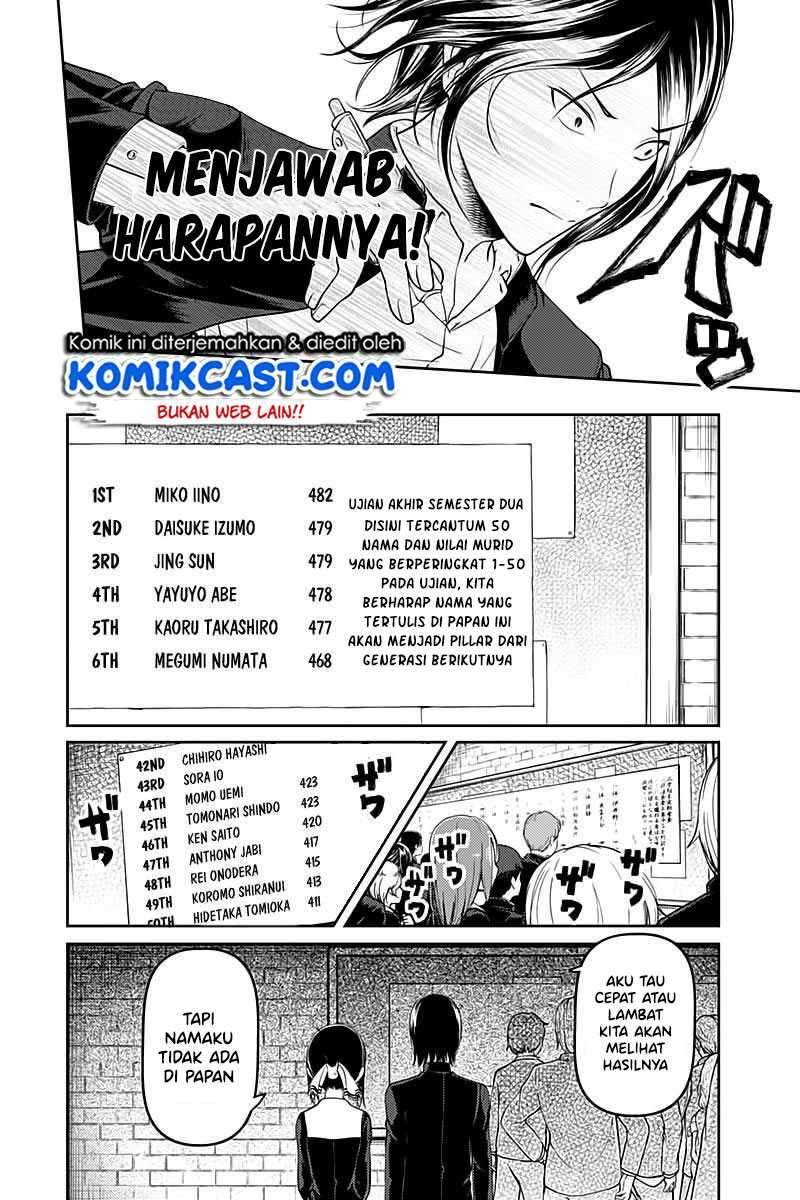 MENJAWAB
HARAPANNYA!
Komik ini diterjemahkan & diedit oleh
KOMIKCAST.COM
BUKAN WEB LAIN!!
1ST MIKO IINO 482
2ND DAISUKE IZUMO 479
3RD JING SUN 479
4TH YAYUYO ABE 478
5TH KAORU TAKASHIRO 477
6TH MEGUMI NUMATA 468
UJIAN AKHIR SEMESTER DUA
DISINI TERCANTUM 50
NAMA DAN NILAI MURID
YANG BERPERINGKAT 1-50
PADA UJIAN, KITA
BERHARAP NAMA YANG
TERTULIS DI PAPAN INI
AKAN MENJADI PILLAR DARI
GENERASI BERIKUTNYA
42ND CHIHIRO HAYASHI
43RD SORA IO
44TH MOMO UEMI 423
45TH TOMONARI SHINDO 423
46TH KEN SAITO 420
47TH ANTHONY JABI 417
48TH REI ONODERA 415
49TH KOROMO SHIRANUI 413
50TH HIDETAKA TOMIOKA 411
ザワ
ザワ
ザワ
ザワ
AKU TAU
CEPAT ATAU
LAMBAT
KITA AKAN
MELIHAT
HASILNYA
TAPI
NAMAKU
TIDAK ADA
DI PAPAN